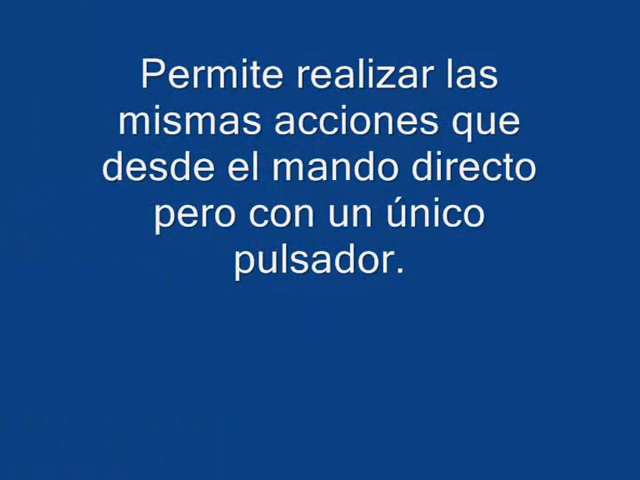 Permite realizar las
mismas acciones que
desde el mando directo
pero con un único
pulsador.